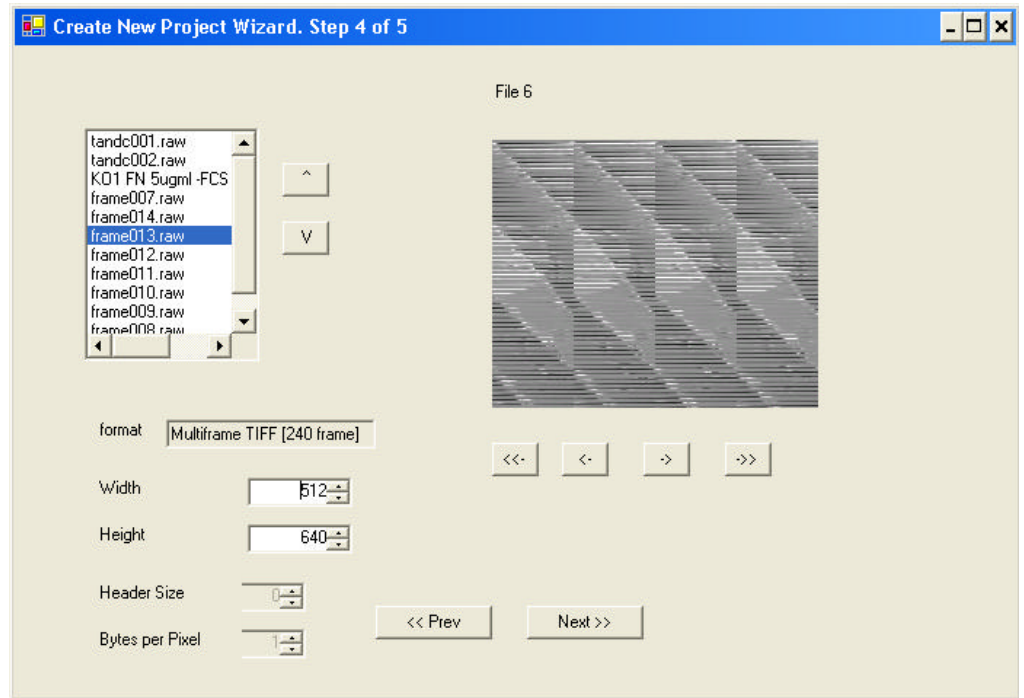 Create New Project Wizard. Step 4 of 5
File 6
tandc001.raw
tandc002.raw
KO1 FN 5ugml -FCS
frame007.raw
frame014.raw
frame013.raw
frame012.raw
frame011.raw
frame010.raw
frame009.raw
frame008.raw
^
V
format
Multiframe TIFF [240 frame]
Width
512
Height
640
Header Size
0
Bytes per Pixel
1
<<-
<-
->
->>
<< Prev
Next >>